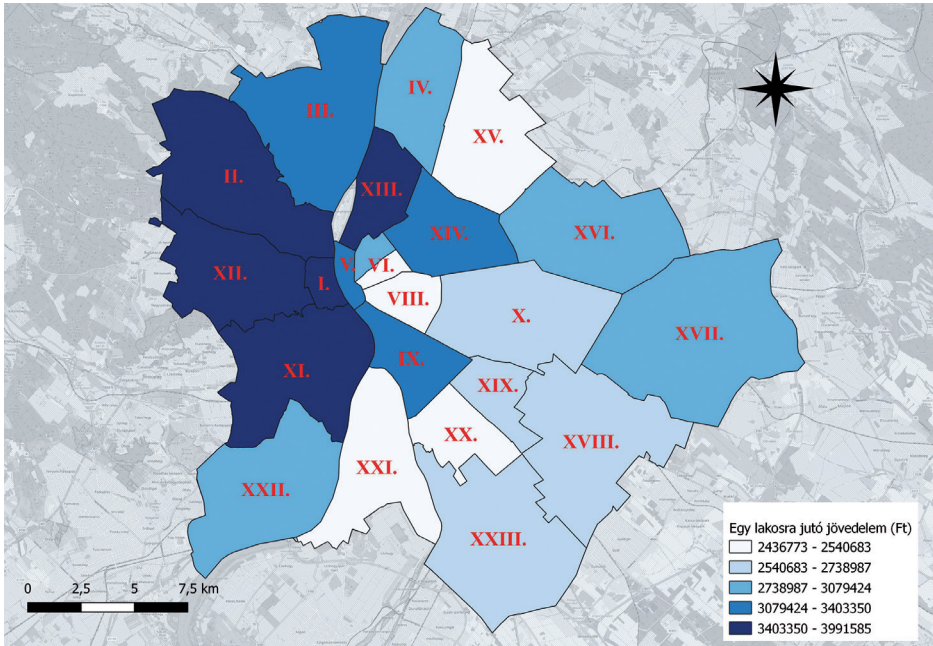 IV.
III.
XV.
II.
XIII.
XIV.
XVI.
XII.
I.
V.
VI.
VIII.
X.
XVII.
XI.
IX.
XIX.
XX.
XVIII.
XXI.
XXII.
XXIII.
Egy lakosra jutó jövedelem (Ft)
2436773 - 2540683
2540683 - 2738987
2738987 - 3079424
3079424 - 3403350
3403350 - 3991585
0 2,5 5 7,5 km